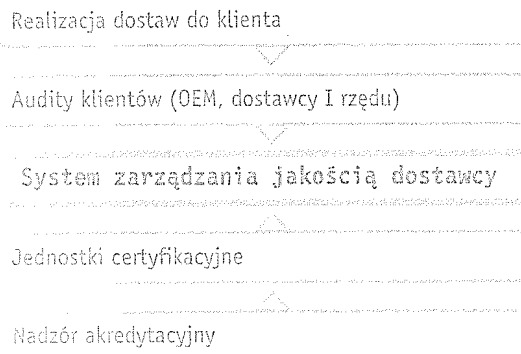 Realizacja dostaw do klienta
Audity klientów (OEM, dostawcy I rzędu)
System zarządzania jakością dostawcy
Jednostki certyfikacyjne
Nadzór akredytacyjny